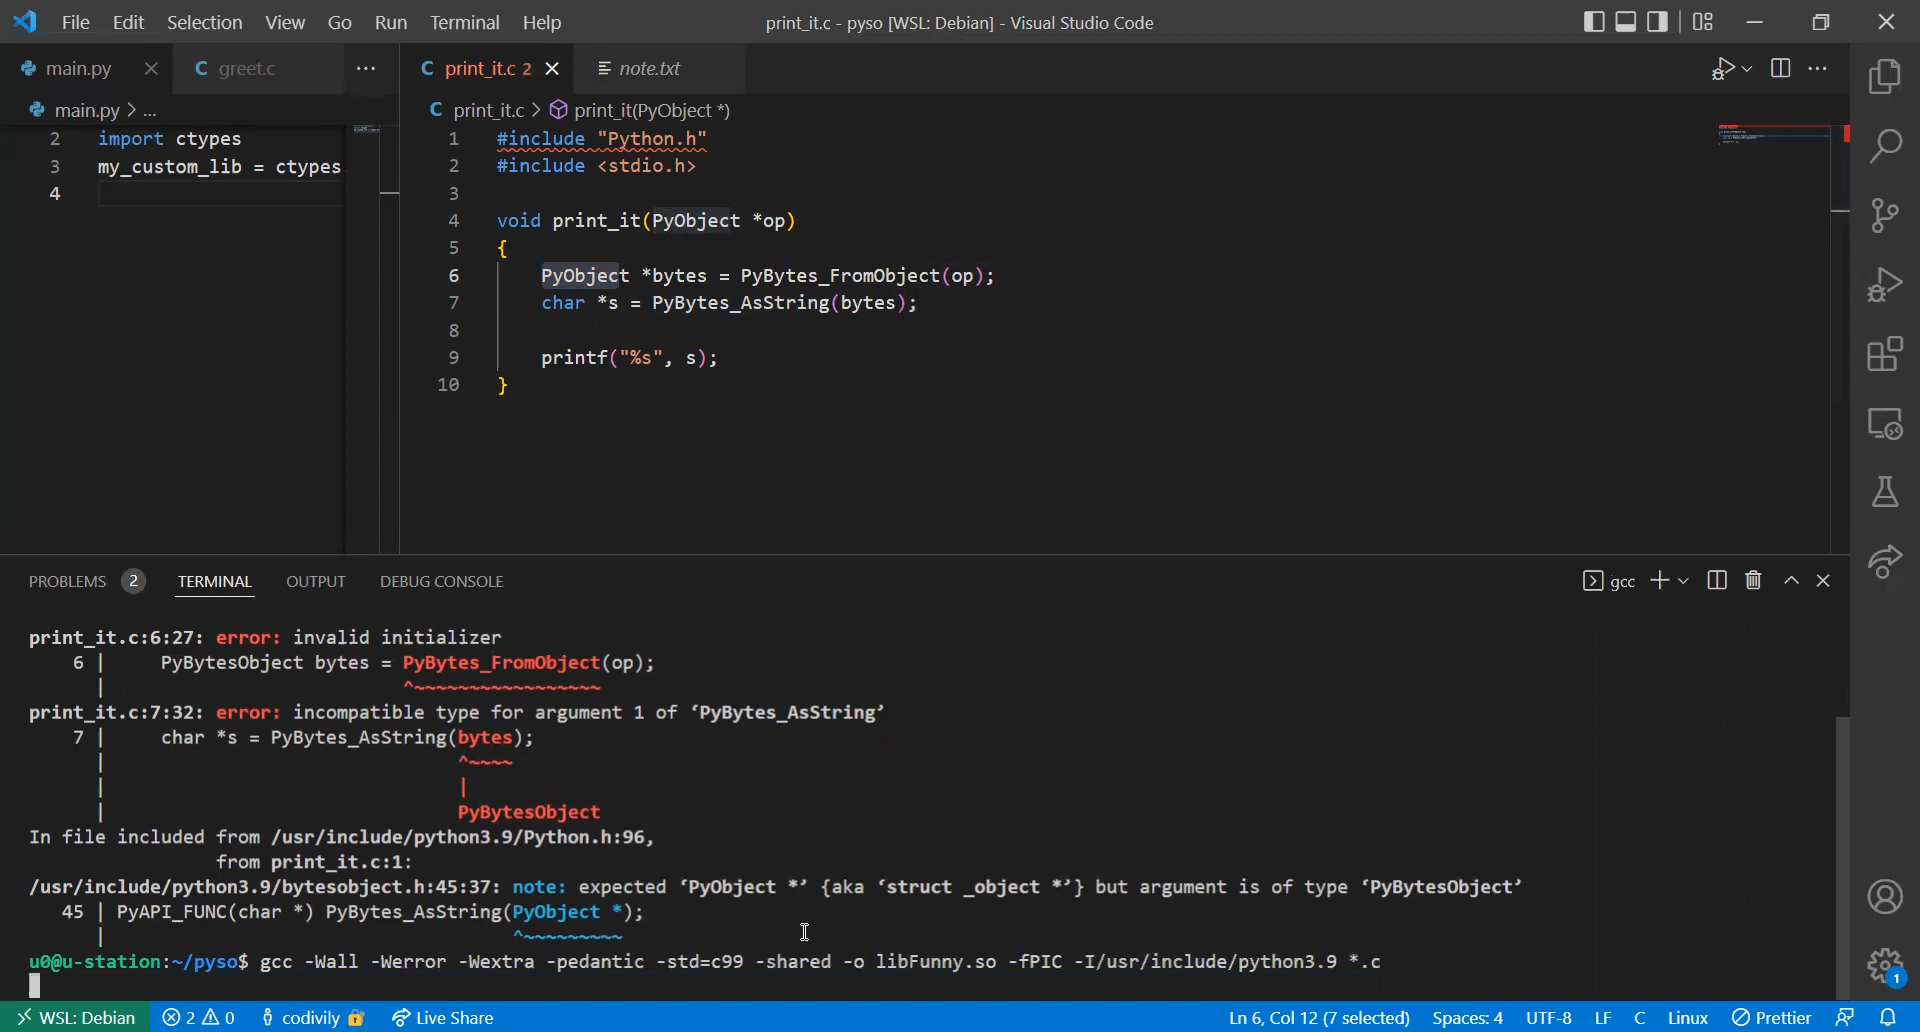 File Edit Selection View Go Run Terminal Help
print_it.c - pyso [WSL: Debian] - Visual Studio Code
main.py
greet.c
print_it.c 2
note.txt
main.py > ...
print_it.c > print_it(PyObject *)
2 import ctypes
3 my_custom_lib = ctypes
4
1 #include "Python.h"
2 #include <stdio.h>
3
4 void print_it(PyObject *op)
5 {
6 PyObject *bytes = PyBytes_FromObject(op);
7 char *s = PyBytes_AsString(bytes);
8
9 printf("%s", s);
10 }
PROBLEMS 2 TERMINAL OUTPUT DEBUG CONSOLE
gcc
print_it.c:6:27: error: invalid initializer
6 | PyBytesObject bytes = PyBytes_FromObject(op);
| ^~~~~~~~~~~~~~~~~~
print_it.c:7:32: error: incompatible type for argument 1 of ‘PyBytes_AsString’
7 | char *s = PyBytes_AsString(bytes);
| ^~~~~
| |
| PyBytesObject
In file included from /usr/include/python3.9/Python.h:96,
from print_it.c:1:
/usr/include/python3.9/bytesobject.h:45:37: note: expected ‘PyObject *’ {aka ‘struct _object *’} but argument is of type ‘PyBytesObject’
45 | PyAPI_FUNC(char *) PyBytes_AsString(PyObject *);
| ^~~~~~~~~~
u0@u-station:~/pyso$ gcc -Wall -Werror -Wextra -pedantic -std=c99 -shared -o libFunny.so -fPIC -I/usr/include/python3.9 *.c
1
WSL: Debian 2 0 codivily Live Share
Ln 6, Col 12 (7 selected) Spaces: 4 UTF-8 LF C Linux Prettier